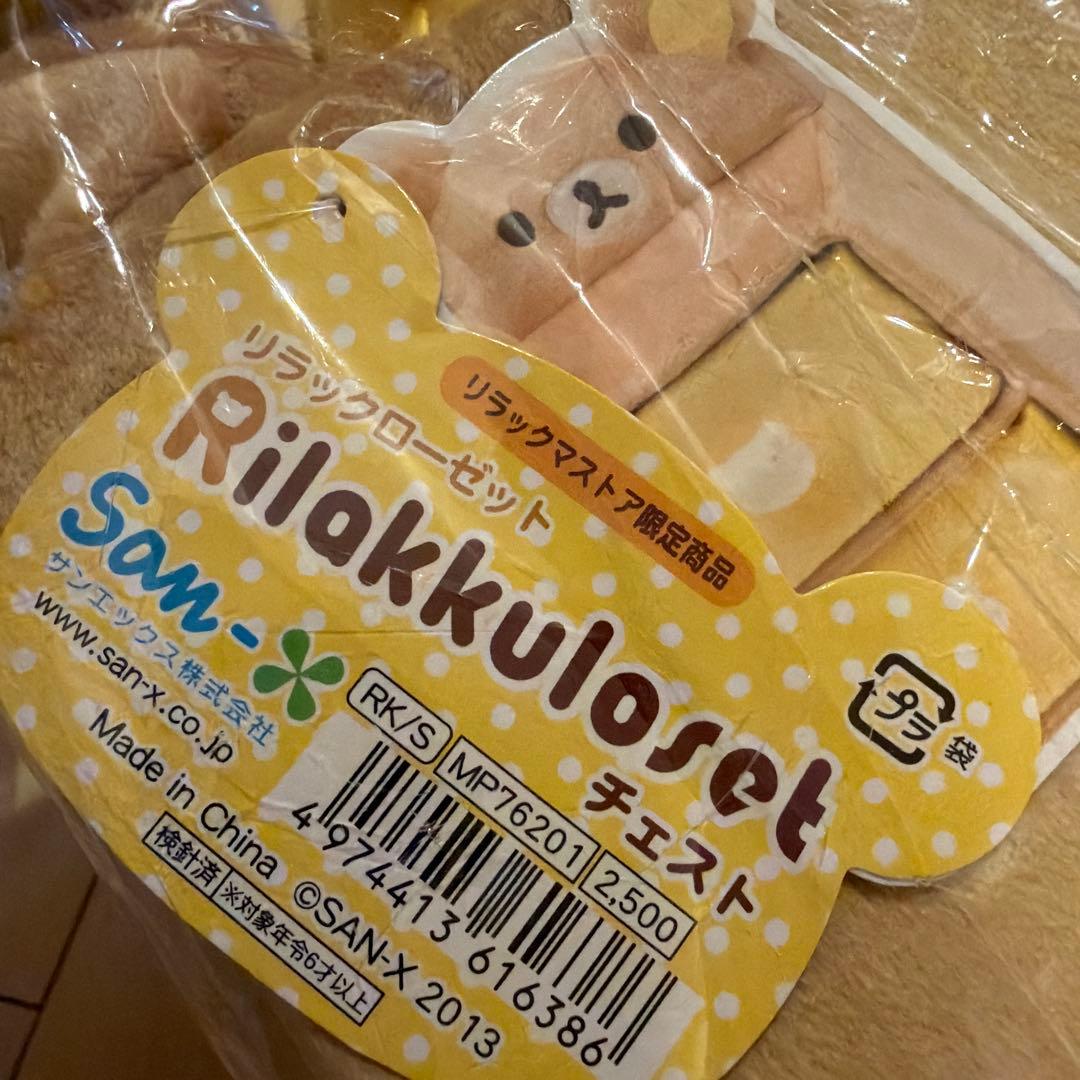 リラックマストア限定商品
リラックローゼット
Rilakkuloset
チェスト
San-X
サンエックス株式会社
www.san-x.co.jp
Made in China
RK/S MP76201 2,500
4974413 616386
検針済 ※対象年令6才以上
©SAN-X 2013
プラ 袋